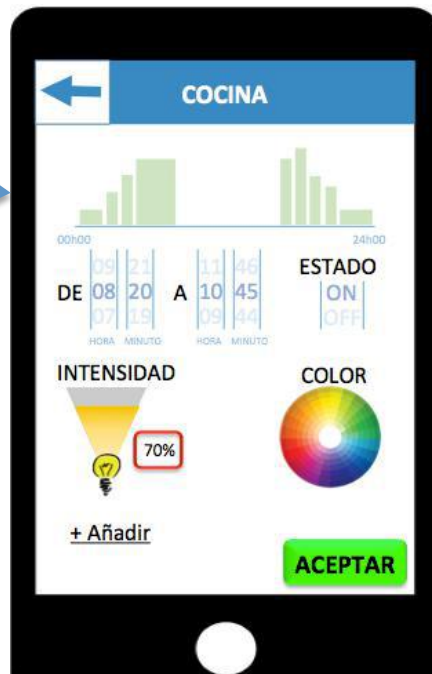 COCINA
00h00 24h00
09 21 11 46 ESTADO
DE 08 20 A 10 45 ON
07 19 09 44 OFF
HORA MINUTO HORA MINUTO
INTENSIDAD COLOR
70%
+ Añadir
ACEPTAR